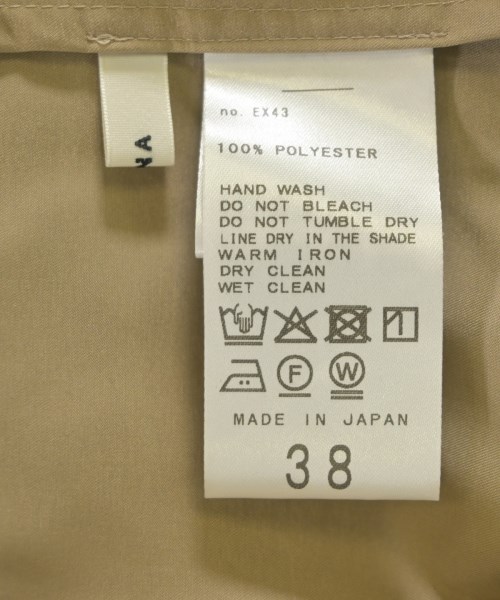 NA
no. EX43
100% POLYESTER
HAND WASH
DO NOT BLEACH
DO NOT TUMBLE DRY
LINE DRY IN THE SHADE
WARM IRON
DRY CLEAN
WET CLEAN
F
W
MADE IN JAPAN
38